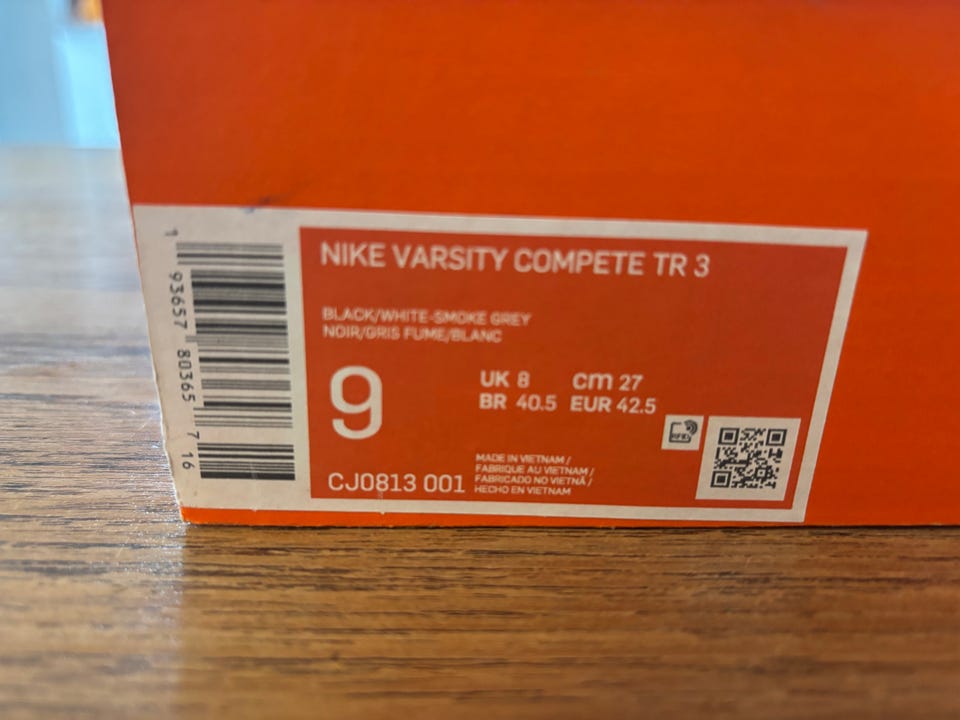 NIKE VARSITY COMPETE TR 3
BLACK/WHITE-SMOKE GREY
NOIR/GRIS FUME/BLANC
9
UK 8 cm 27
BR 40.5 EUR 42.5
RFID
CJ0813 001
MADE IN VIETNAM /
FABRIQUE AU VIETNAM /
FABRICADO NO VIETNÃ /
HECHO EN VIETNAM
1 93657 80365 7 16